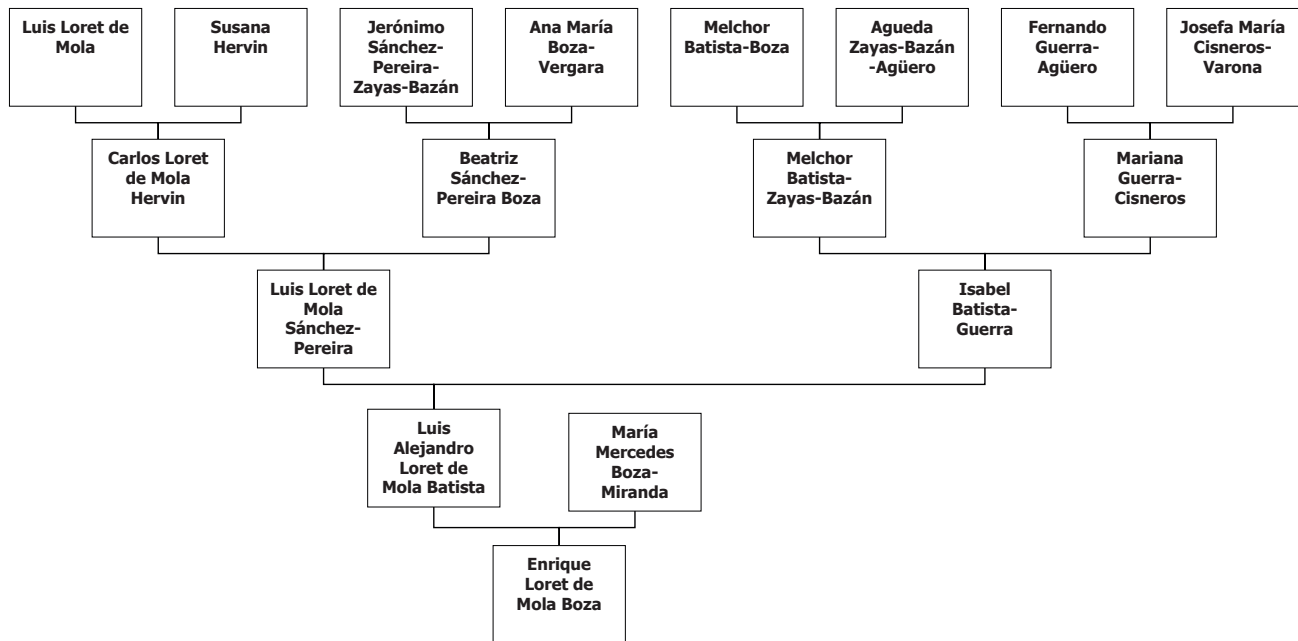 Luis Loret de
Mola
Susana
Hervin
Jerónimo
Sánchez-
Pereira-
Zayas-Bazán
Ana María
Boza-
Vergara
Melchor
Batista-Boza
Agueda
Zayas-Bazán
-Agüero
Fernando
Guerra-
Agüero
Josefa María
Cisneros-
Varona
Carlos Loret
de Mola
Hervin
Beatriz
Sánchez-
Pereira Boza
Melchor
Batista-
Zayas-Bazán
Mariana
Guerra-
Cisneros
Luis Loret de
Mola
Sánchez-
Pereira
Isabel
Batista-
Guerra
Luis
Alejandro
Loret de
Mola Batista
María
Mercedes
Boza-
Miranda
Enrique
Loret de
Mola Boza